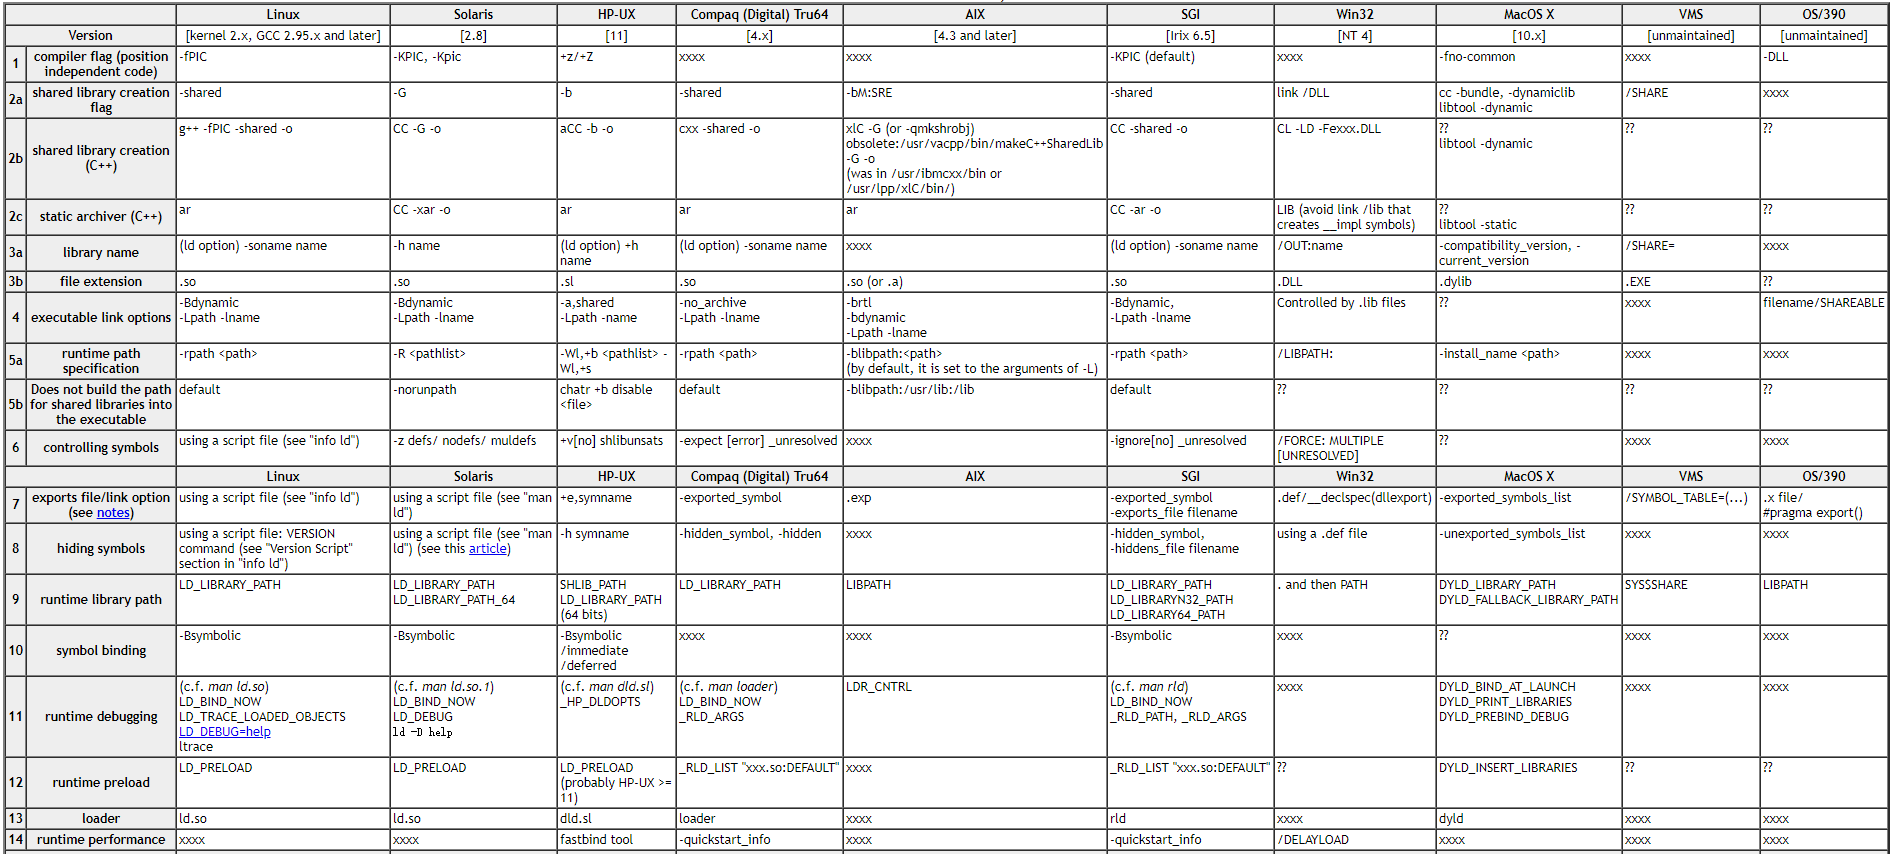 Linux Solaris HP-UX Compaq (Digital) Tru64 AIX SGI Win32 MacOS X VMS OS/390
Version [kernel 2.x, GCC 2.95.x and later] [2.8] [11] [4.x] [4.3 and later] [Irix 6.5] [NT 4] [10.x] [unmaintained] [unmaintained]
1 compiler flag (position -fPIC -KPIC, -Kpic +z/+Z xxxx xxxx -KPIC (default) xxxx -fno-common xxxx -DLL
independent code)
2a shared library creation -shared -G -b -shared -bM:SRE -shared link /DLL cc -bundle, -dynamiclib /SHARE xxxx
flag libtool -dynamic
2b shared library creation g++ -fPIC -shared -o CC -G -o aCC -b -o cxx -shared -o xlC -G (or -qmkshrobj) CC -shared -o CL -LD -Fexxx.DLL ?? ?? ??
(C++) obsolete:/usr/vacpp/bin/makeC++SharedLib libtool -dynamic
-G -o
(was in /usr/ibmcxx/bin or
/usr/lpp/xlC/bin/)
2c static archiver (C++) ar CC -xar -o ar ar ar CC -ar -o LIB (avoid link /lib that ?? ?? ??
creates __impl symbols) libtool -static
3a library name (ld option) -soname name -h name (ld option) +h (ld option) -soname name xxxx (ld option) -soname name /OUT:name -compatibility_version, - /SHARE= xxxx
name current_version
3b file extension .so .so .sl .so .so (or .a) .so .DLL .dylib .EXE ??
4 executable link options -Bdynamic -Bdynamic -a,shared -no_archive -brtl -Bdynamic, Controlled by .lib files ?? xxxx filename/SHAREABLE
-Lpath -lname -Lpath -lname -Lpath -name -Lpath -lname -bdynamic -Lpath -lname
-Lpath -lname
5a runtime path -rpath <path> -R <pathlist> -Wl,+b <pathlist> - -rpath <path> -blibpath:<path> -rpath <path> /LIBPATH: -install_name <path> xxxx xxxx
specification Wl,+s (by default, it is set to the arguments of -L)
5b Does not build the path default -norunpath chatr +b disable default -blibpath:/usr/lib:/lib default ?? ?? ?? ??
for shared libraries into <file>
the executable
6 controlling symbols using a script file (see "info ld") -z defs/ nodefs/ muldefs +v[no] shlibunsats -expect [error] _unresolved xxxx -ignore[no] _unresolved /FORCE: MULTIPLE ?? xxxx xxxx
[UNRESOLVED]
Linux Solaris HP-UX Compaq (Digital) Tru64 AIX SGI Win32 MacOS X VMS OS/390
7 exports file/link option using a script file (see "info ld") using a script file (see "man +e,symname -exported_symbol .exp -exported_symbol .def/__declspec(dllexport) -exported_symbols_list /SYMBOL_TABLE=(...) .x file/
(see notes) ld") -exports_file filename #pragma export()
8 hiding symbols using a script file: VERSION using a script file (see "man -h symname -hidden_symbol, -hidden xxxx -hidden_symbol, using a .def file -unexported_symbols_list xxxx xxxx
command (see "Version Script" ld") (see this article) -hiddens_file filename
section in "info ld")
9 runtime library path LD_LIBRARY_PATH LD_LIBRARY_PATH SHLIB_PATH LD_LIBRARY_PATH LIBPATH LD_LIBRARY_PATH . and then PATH DYLD_LIBRARY_PATH SYSSSHARE LIBPATH
LD_LIBRARY_PATH_64 LD_LIBRARY_PATH LD_LIBRARYN32_PATH DYLD_FALLBACK_LIBRARY_PATH
(64 bits) LD_LIBRARY64_PATH
10 symbol binding -Bsymbolic -Bsymbolic -Bsymbolic xxxx xxxx -Bsymbolic xxxx ?? xxxx xxxx
/immediate
/deferred
11 runtime debugging (c.f. man ld.so) (c.f. man ld.so.1) (c.f. man dld.sl) (c.f. man loader) LDR_CNTRL (c.f. man rld) xxxx DYLD_BIND_AT_LAUNCH xxxx xxxx
LD_BIND_NOW LD_BIND_NOW _HP_DLDOPTS LD_BIND_NOW LD_BIND_NOW DYLD_PRINT_LIBRARIES
LD_TRACE_LOADED_OBJECTS LD_DEBUG _RLD_ARGS _RLD_PATH, _RLD_ARGS DYLD_PREBIND_DEBUG
LD_DEBUG=help ld -D help
ltrace
12 runtime preload LD_PRELOAD LD_PRELOAD LD_PRELOAD _RLD_LIST "xxx.so:DEFAULT" xxxx _RLD_LIST "xxx.so:DEFAULT" ?? DYLD_INSERT_LIBRARIES ?? ??
(probably HP-UX >=
11)
13 loader ld.so ld.so dld.sl loader xxxx rld xxxx dyld xxxx xxxx
14 runtime performance xxxx xxxx fastbind tool -quickstart_info xxxx -quickstart_info /DELAYLOAD xxxx xxxx xxxx